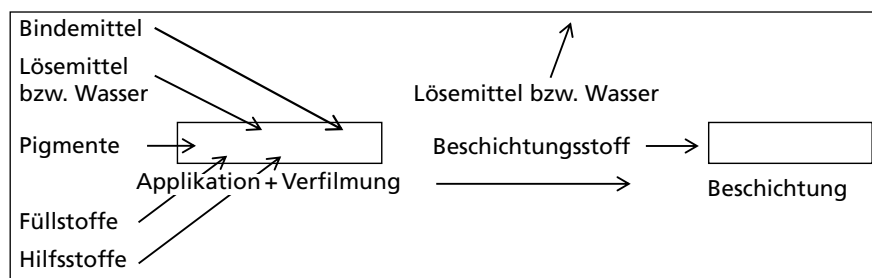 Bindemittel
Lösemittel
bzw. Wasser
Lösemittel bzw. Wasser
Pigmente
Beschichtungsstoff
Applikation + Verfilmung
Beschichtung
Füllstoffe
Hilfsstoffe